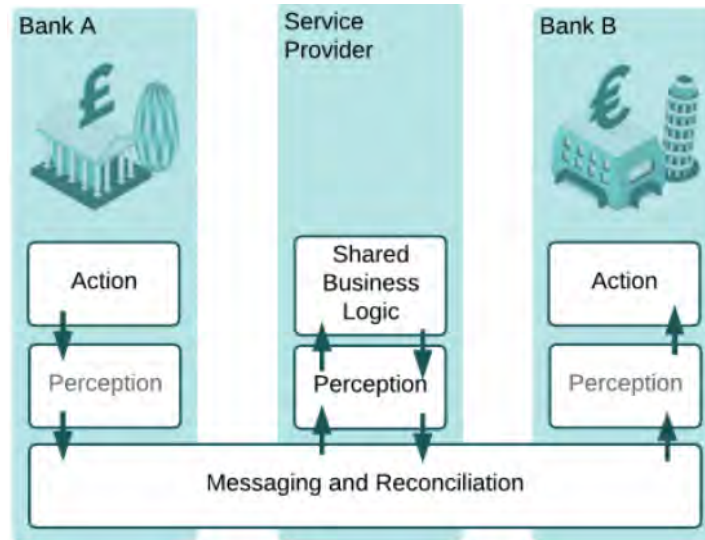 Bank A
Service
Provider
Bank B
£
€
Action
Shared
Business
Logic
Action
Perception
Perception
Perception
Messaging and Reconciliation